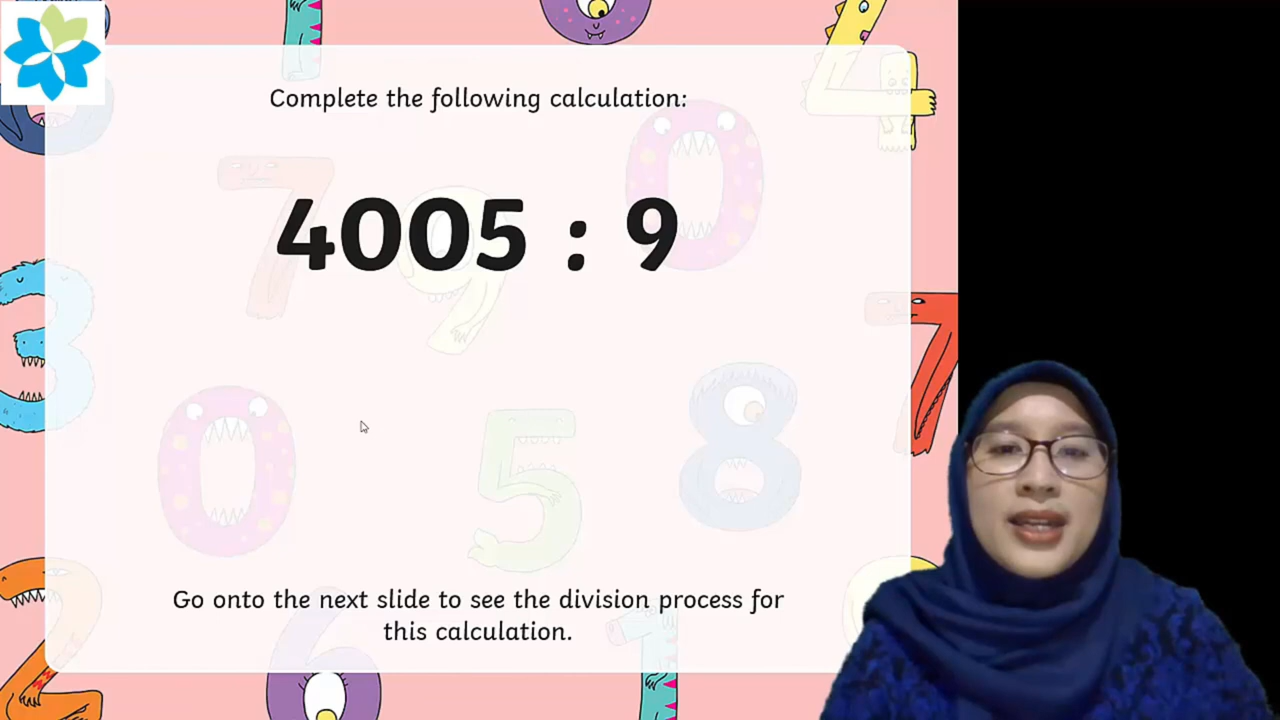 Complete the following calculation:
4005 : 9
Go onto the next slide to see the division process for
this calculation.